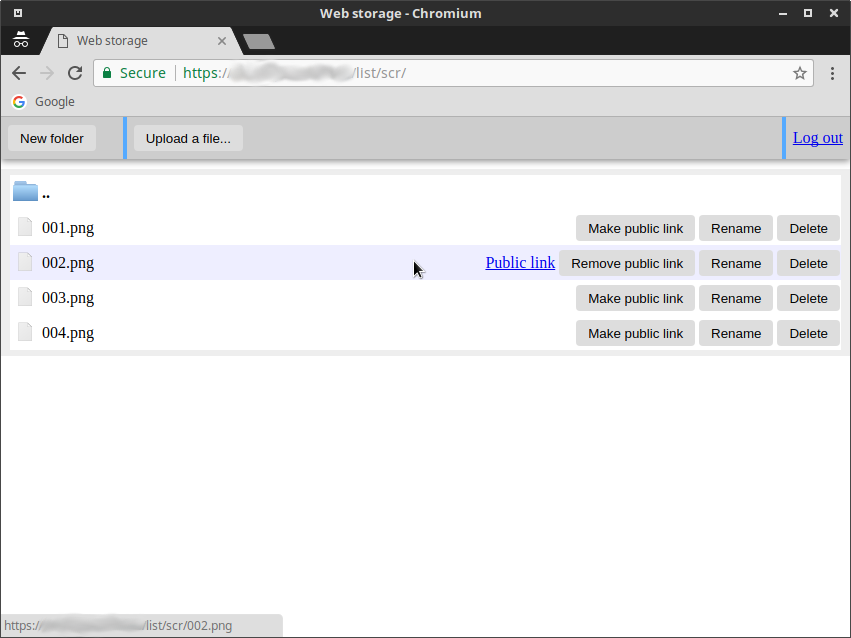 Web storage - Chromium
Web storage
Secure https:/ /list/scr/
Google
New folder Upload a file... Log out
..
001.png Make public link Rename Delete
002.png Public link Remove public link Rename Delete
003.png Make public link Rename Delete
004.png Make public link Rename Delete
https:/ /list/scr/002.png